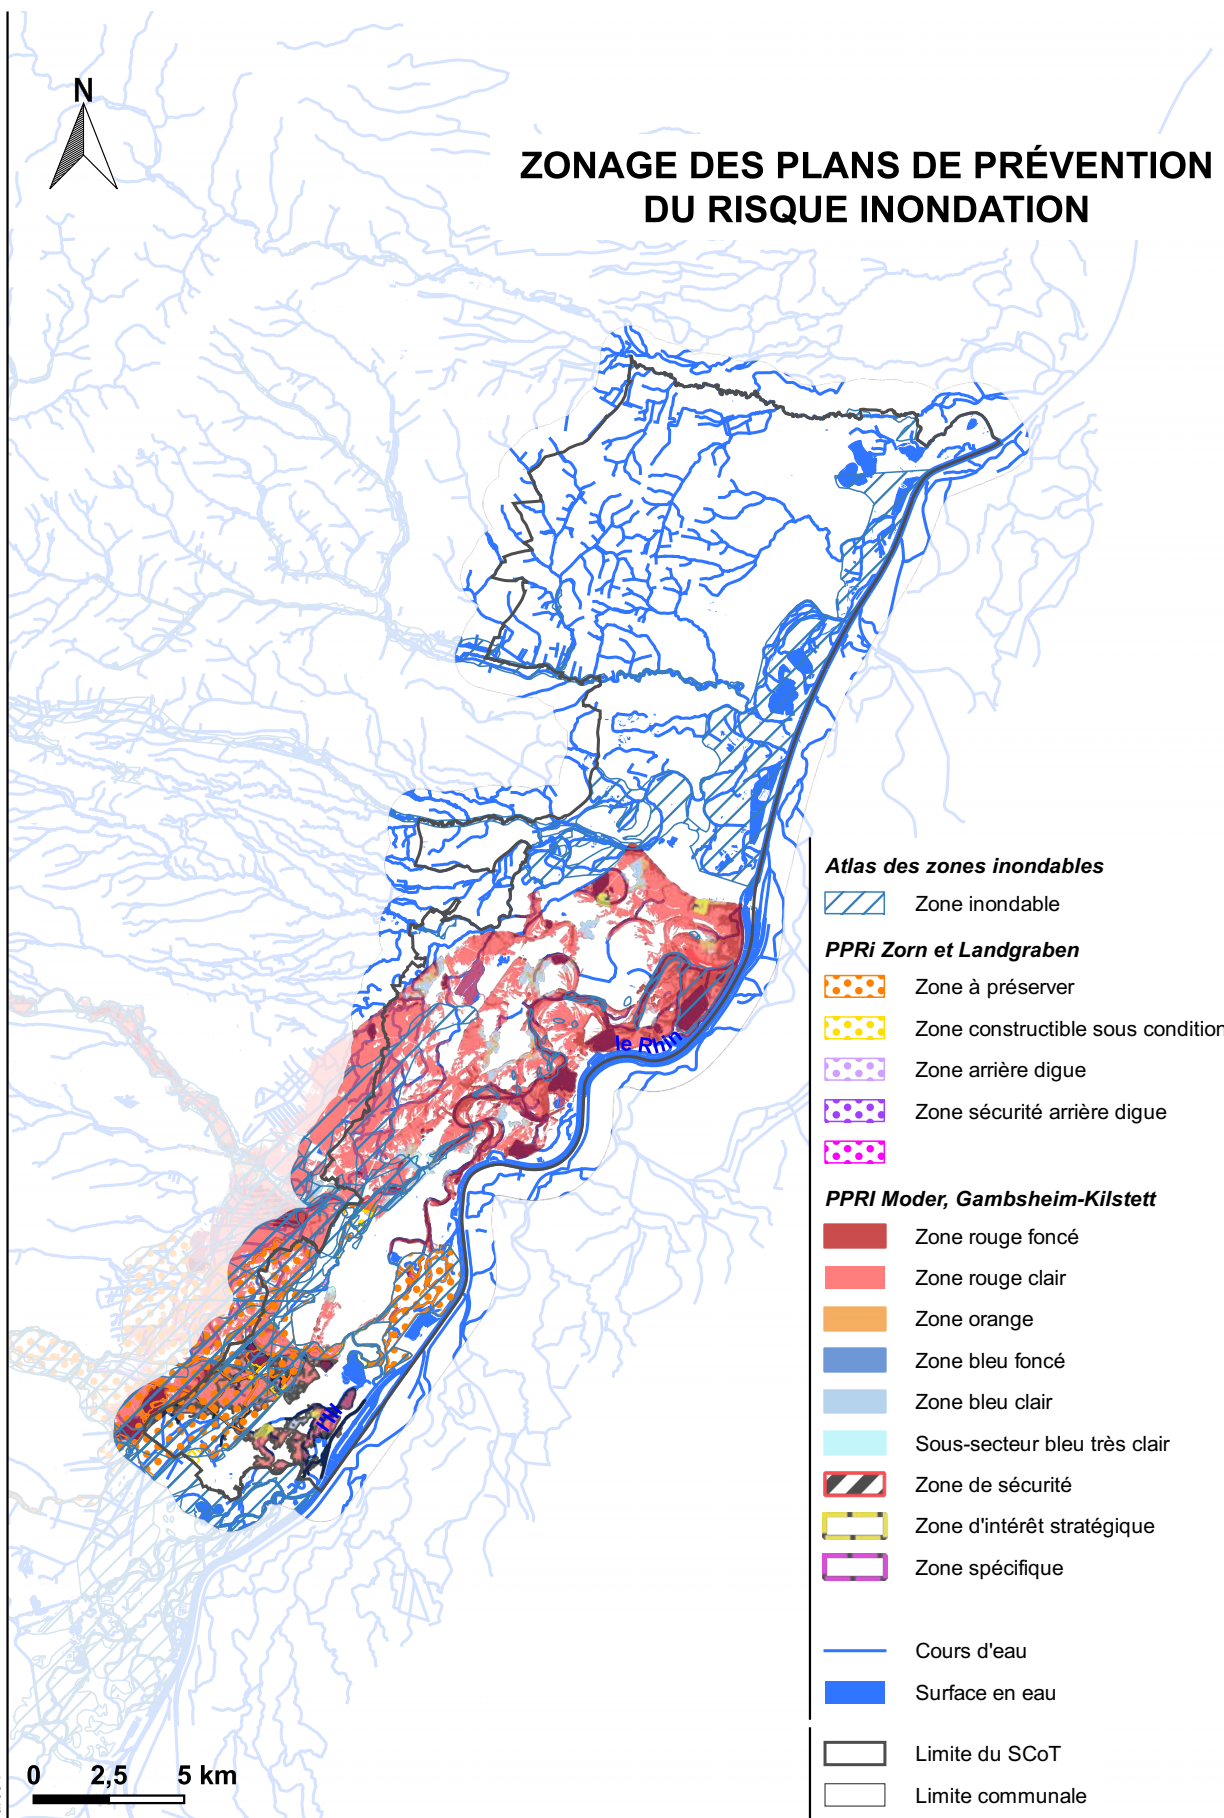 N
ZONAGE DES PLANS DE PRÉVENTION
DU RISQUE INONDATION
le Rhin
l'Ill
Atlas des zones inondables
Zone inondable
PPRi Zorn et Landgraben
Zone à préserver
Zone constructible sous condition
Zone arrière digue
Zone sécurité arrière digue
PPRI Moder, Gambsheim-Kilstett
Zone rouge foncé
Zone rouge clair
Zone orange
Zone bleu foncé
Zone bleu clair
Sous-secteur bleu très clair
Zone de sécurité
Zone d'intérêt stratégique
Zone spécifique
Cours d'eau
Surface en eau
Limite du SCoT
Limite communale
0 2,5 5 km